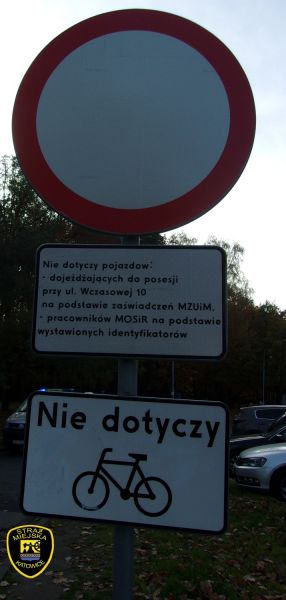 Nie dotyczy pojazdów:
- dojeżdżających do posesji
przy ul. Wczasowej 10
na podstawie zaświadczeń MZUiM,
- pracowników MOSiR na podstawie
wystawionych identyfikatorów
Nie dotyczy
STRAŻ
MIEJSKA
KATOWICE